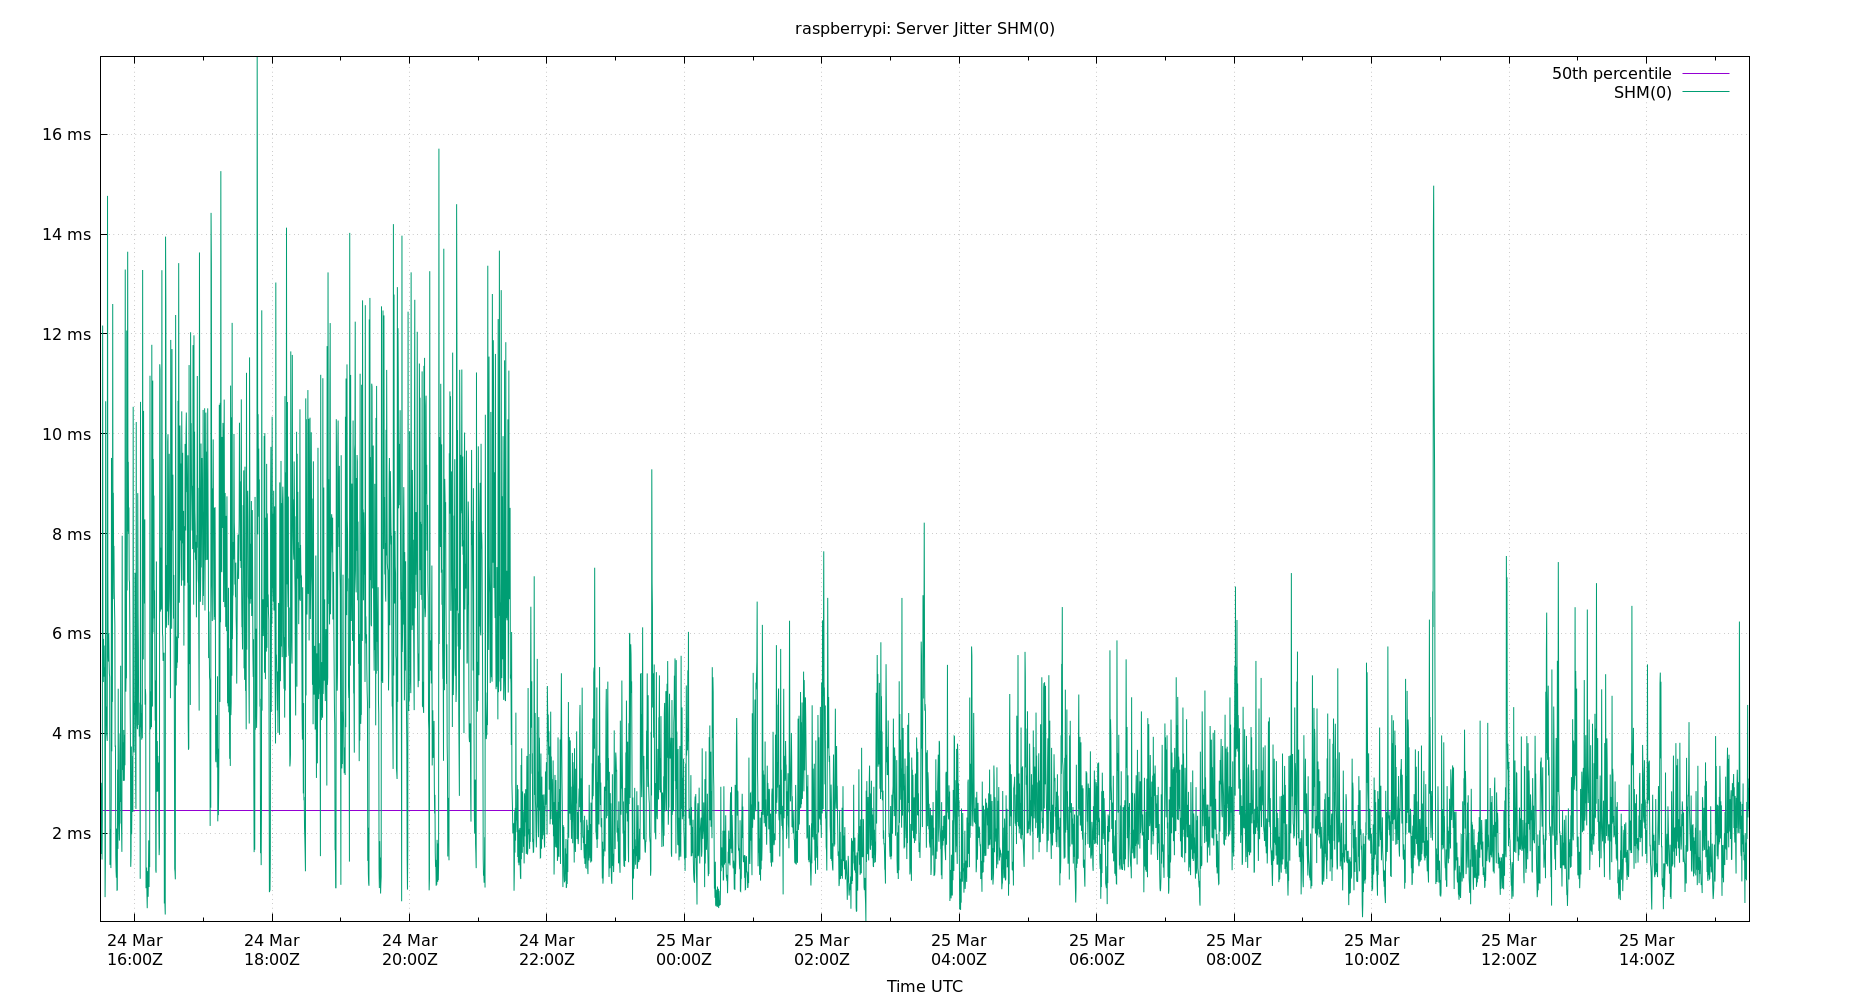 raspberrypi: Server Jitter SHM(0)
50th percentile
SHM(0)
16 ms
14 ms
12 ms
10 ms
8 ms
6 ms
4 ms
2 ms
24 Mar 24 Mar 24 Mar 24 Mar 25 Mar 25 Mar 25 Mar 25 Mar 25 Mar 25 Mar 25 Mar 25 Mar
16:00Z 18:00Z 20:00Z 22:00Z 00:00Z 02:00Z 04:00Z 06:00Z 08:00Z 10:00Z 12:00Z 14:00Z
Time UTC